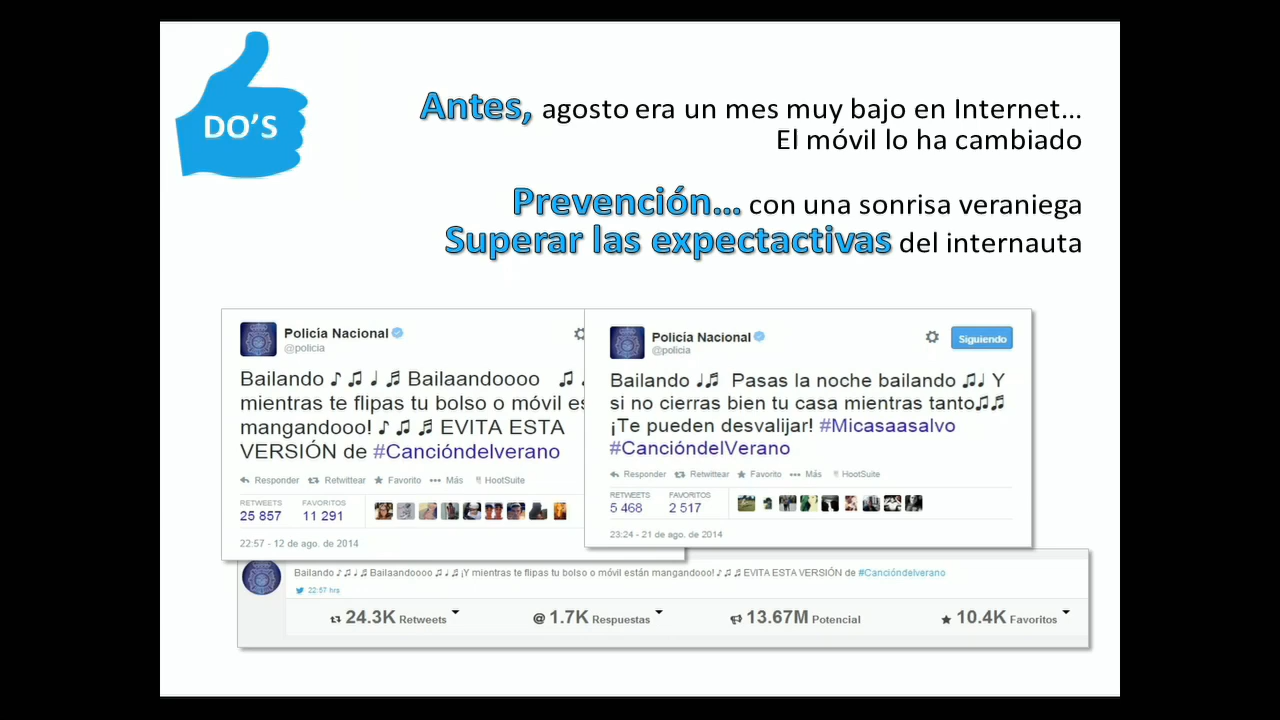 DO'S
Antes, agosto era un mes muy bajo en Internet...
El móvil lo ha cambiado
Prevención... con una sonrisa veraniega
Superar las expectactivas del internauta
Policía Nacional
@policia
Bailando ♪ ♫ ♩ ♬ Bailaandoooo ♫
mientras te flipas tu bolso o móvil es
mangandooo! ♪ ♫ ♬ EVITA ESTA
VERSIÓN de #Cancióndelverano
Responder Retwittear Favorito ••• Más HootSuite
RETWEETS FAVORITOS
25 857 11 291
22:57 - 12 de ago. de 2014
Policía Nacional
@policia
Siguiendo
Bailando ♩♬ Pasas la noche bailando ♫♩ Y
si no cierras bien tu casa mientras tanto♫♬
¡Te pueden desvalijar! #Micasaasalvo
#CancióndelVerano
Responder Retwittear Favorito ••• Más HootSuite
RETWEETS FAVORITOS
5 468 2 517
23:24 - 21 de ago. de 2014
Bailando ♪ ♫ ♩ ♬ Bailaandoooo ♫ ♩ ♬ ¡Y mientras te flipas tu bolso o móvil están mangandooo! ♪ ♫ ♬ EVITA ESTA VERSIÓN de #Cancióndelverano
22:57 hrs
24.3K Retweets @ 1.7K Respuestas 13.67M Potencial ★ 10.4K Favoritos